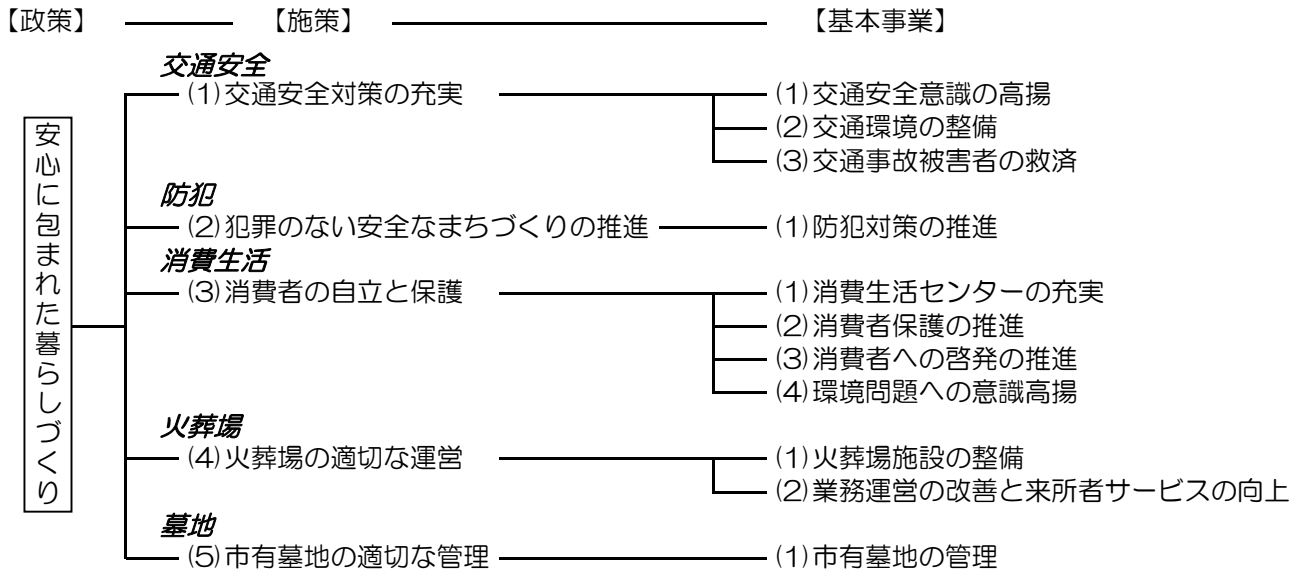 【政策】 【施策】 【基本事業】
安心に包まれた暮らしづくり
交通安全
(1)交通安全対策の充実 (1)交通安全意識の高揚
(2)交通環境の整備
(3)交通事故被害者の救済
防犯
(2)犯罪のない安全なまちづくりの推進 (1)防犯対策の推進
消費生活
(3)消費者の自立と保護 (1)消費生活センターの充実
(2)消費者保護の推進
(3)消費者への啓発の推進
(4)環境問題への意識高揚
火葬場
(4)火葬場の適切な運営 (1)火葬場施設の整備
(2)業務運営の改善と来所者サービスの向上
墓地
(5)市有墓地の適切な管理 (1)市有墓地の管理